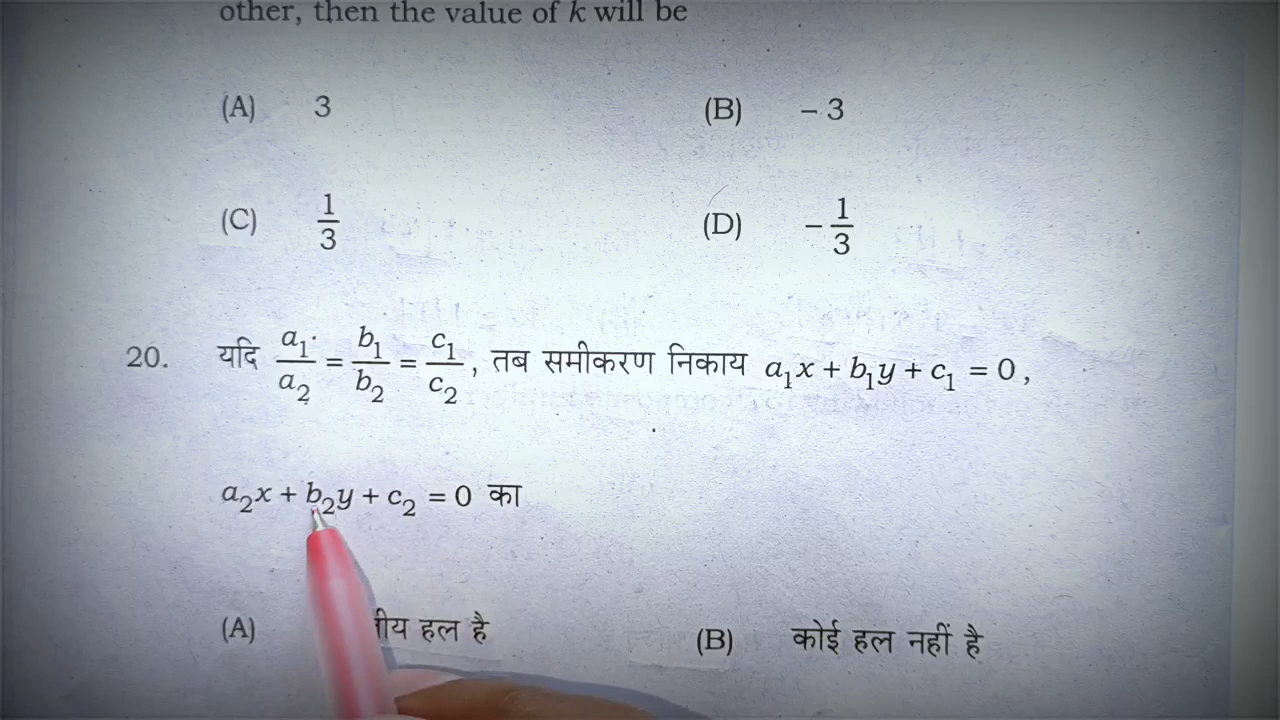 other, then the value of k will be
(A) 3 (B) – 3
(C) 1/3 (D) – 1/3
20. यदि a₁/a₂ = b₁/b₂ = c₁/c₂ , तब समीकरण निकाय a₁x + b₁y + c₁ = 0 ,
a₂x + b₂y + c₂ = 0 का
(A) हल है (B) कोई हल नहीं है